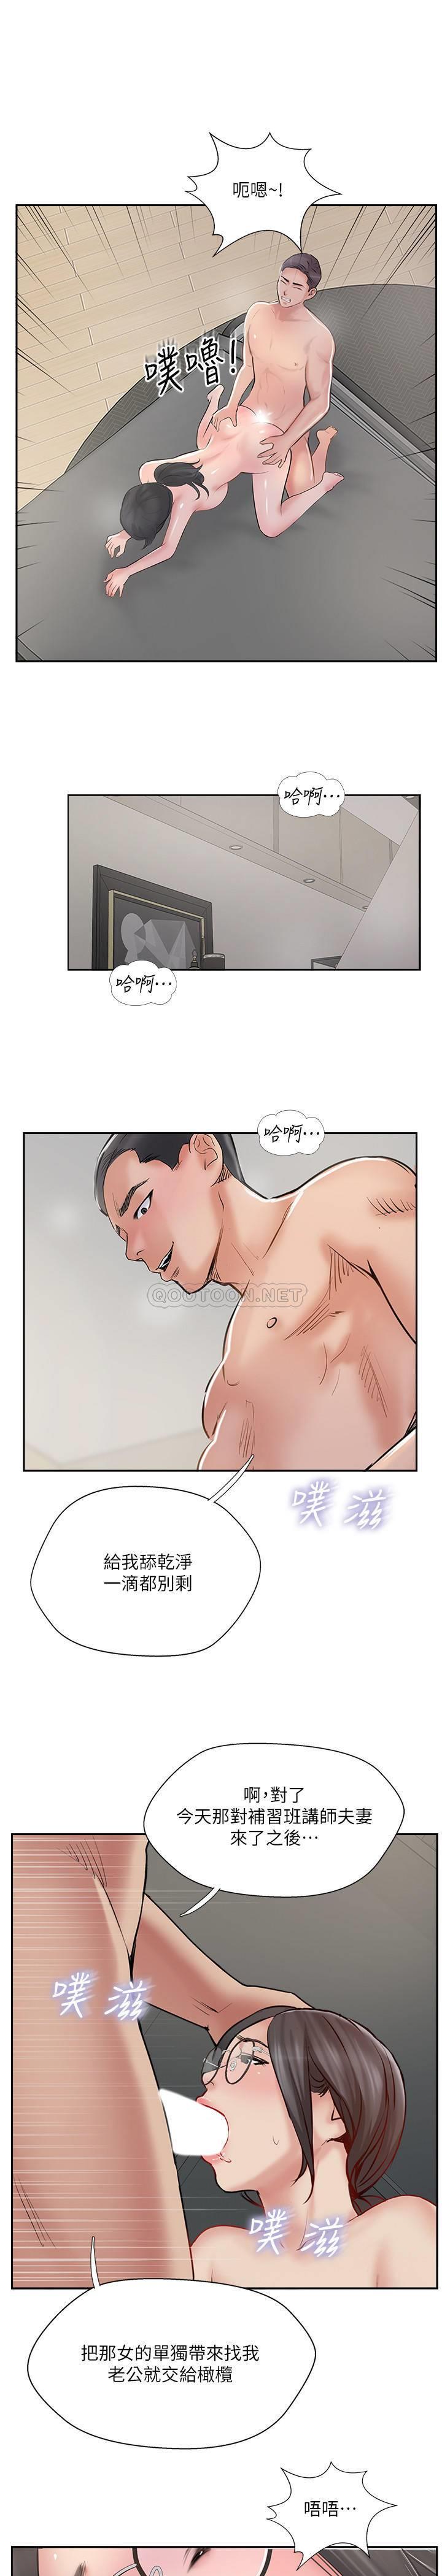 呃嗯~!
噗嚕!
哈啊…
哈啊…
哈啊…
QOOTOON.NET
噗滋
給我舔乾淨
一滴都別剩
啊,對了
今天那對補習班講師夫妻
來了之後…
噗滋
噗滋
把那女的單獨帶來找我
老公就交給橄欖
唔唔…